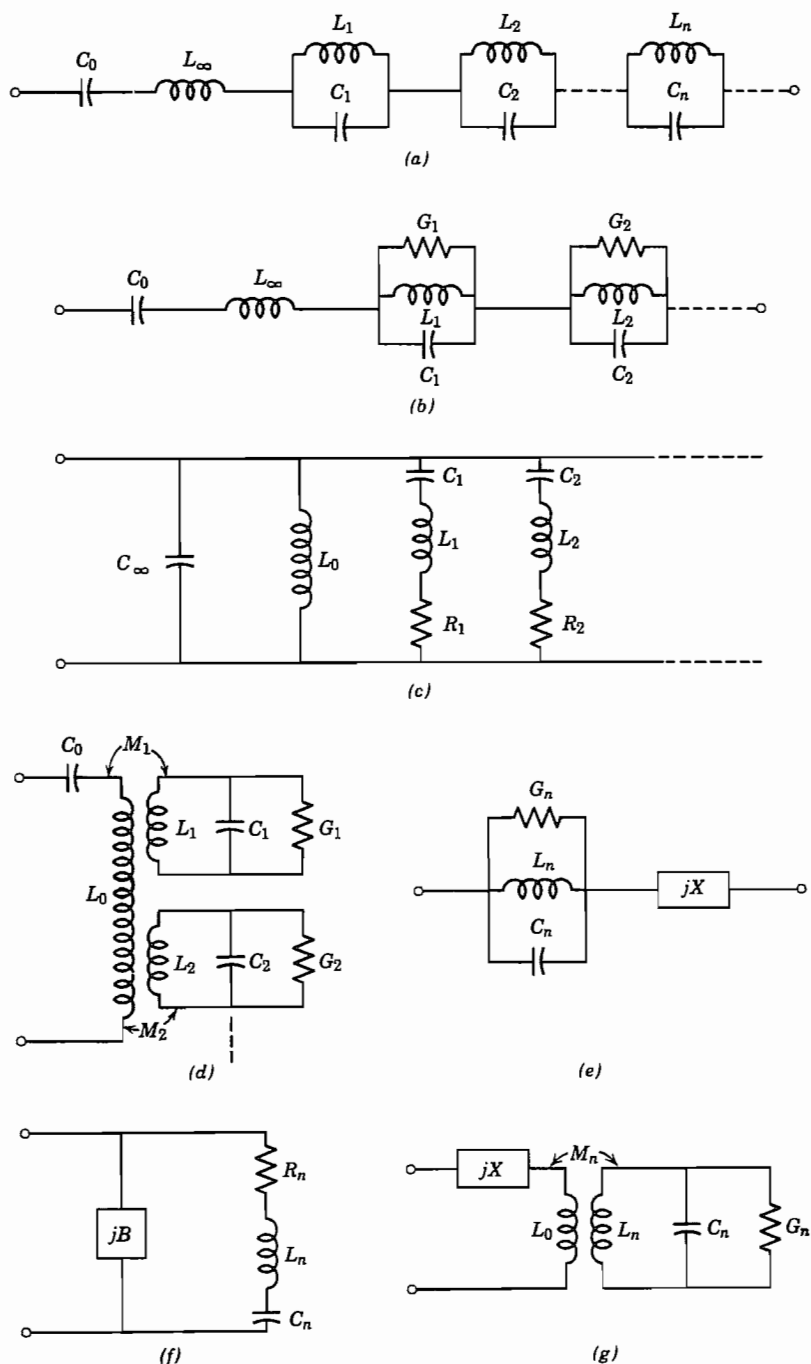 L₁ L₂ Lₙ
C₀ L∞
C₁ C₂ Cₙ
(a)
G₁ G₂
C₀ L∞
L₁ L₂
C₁ C₂
(b)
C₁ C₂
C∞ L₀ L₁ L₂
R₁ R₂
(c)
C₀ M₁
L₁ C₁ G₁
L₀
L₂ C₂ G₂
M₂
(d)
Gₙ
Lₙ
jX
Cₙ
(e)
Rₙ
jB
Lₙ
Cₙ
(f)
jX Mₙ
L₀ Lₙ Cₙ Gₙ
(g)